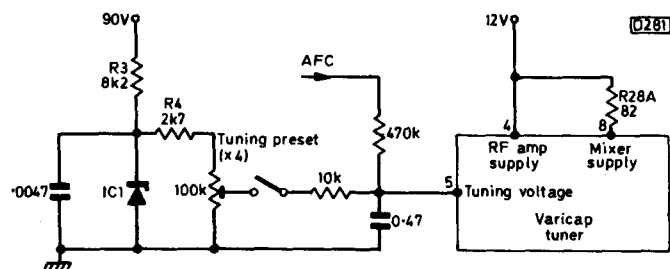 90V
12V
D281
R3
8k2
AFC
R4
2k7
R28A
82
Tuning preset
(×4)
470k
4
8
RF amp
supply
Mixer
supply
·0047
IC1
100k
10k
5
Tuning voltage
0·47
Varicap
tuner